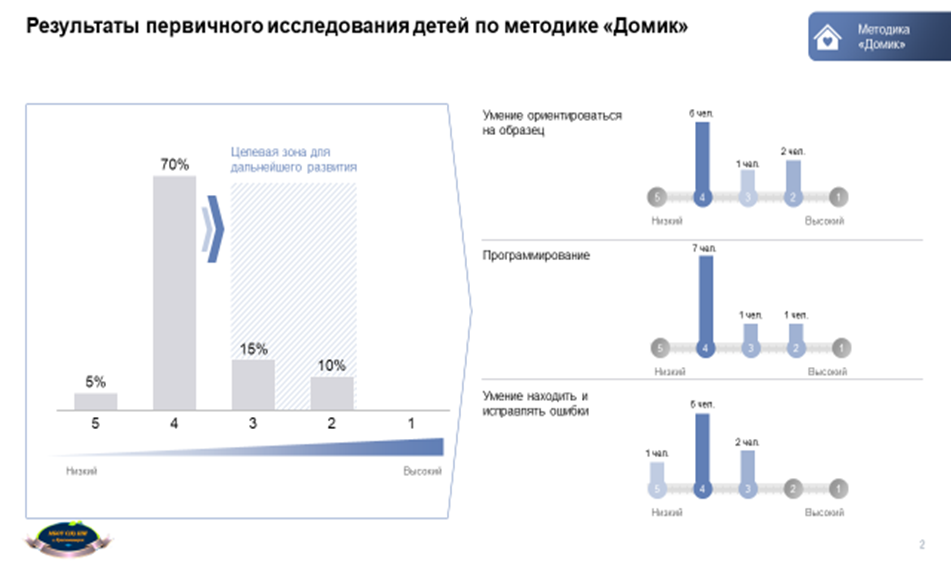 Результаты первичного исследования детей по методике «Домик»
Методика
«Домик»
Целевая зона для
дальнейшего развития
70%
15%
10%
5%
5
4
3
2
1
Низкий
Высокий
Умение ориентироваться
на образец
6 чел.
1 чел.
2 чел.
5
4
3
2
1
Низкий
Высокий
Программирование
7 чел.
1 чел.
1 чел.
5
4
3
2
1
Низкий
Высокий
Умение находить и
исправлять ошибки
6 чел.
1 чел.
2 чел.
5
4
3
2
1
Низкий
Высокий
2